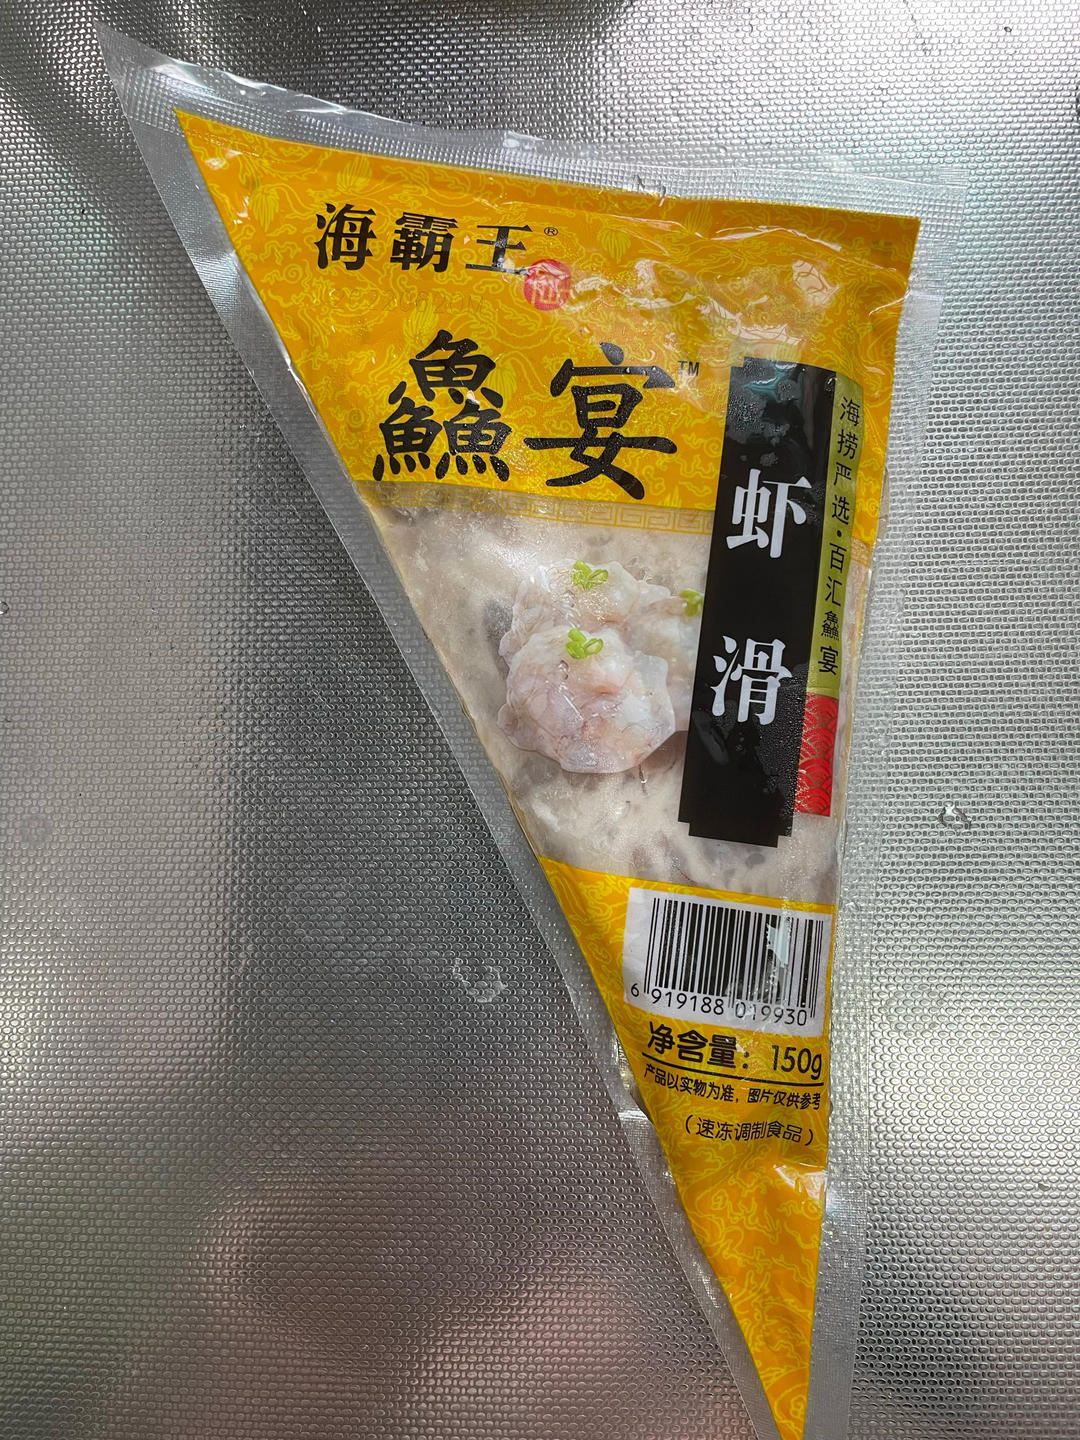 海霸王®
鱻宴™
虾滑
海捞严选·百汇鱻宴
6 919188 019930
净含量：150g
产品以实物为准，图片仅供参考
（速冻调制食品）